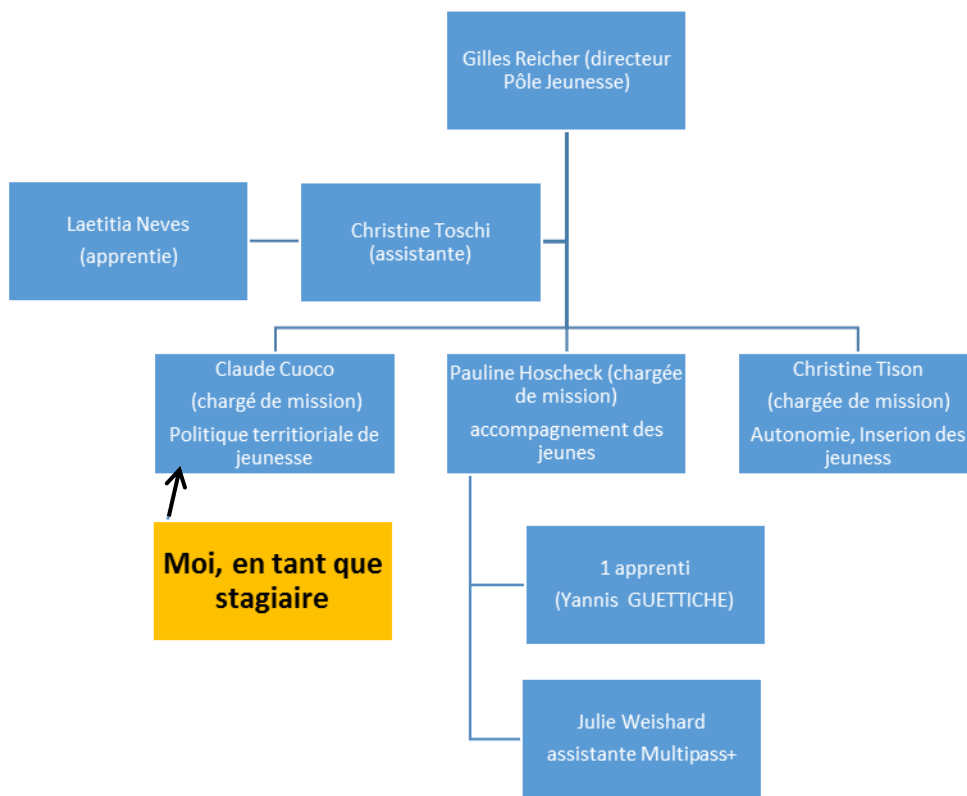 Gilles Reicher (directeur
Pôle Jeunesse)
Laetitia Neves
(apprentie)
Christine Toschi
(assistante)
Claude Cuoco
(chargé de mission)
Politique territioriale de
jeunesse
Pauline Hoscheck (chargée
de mission)
accompagnement des
jeunes
Christine Tison
(chargée de mission)
Autonomie, Inserion des
jeuness
Moi, en tant que
stagiaire
1 apprenti
(Yannis GUETTICHE)
Julie Weishard
assistante Multipass+